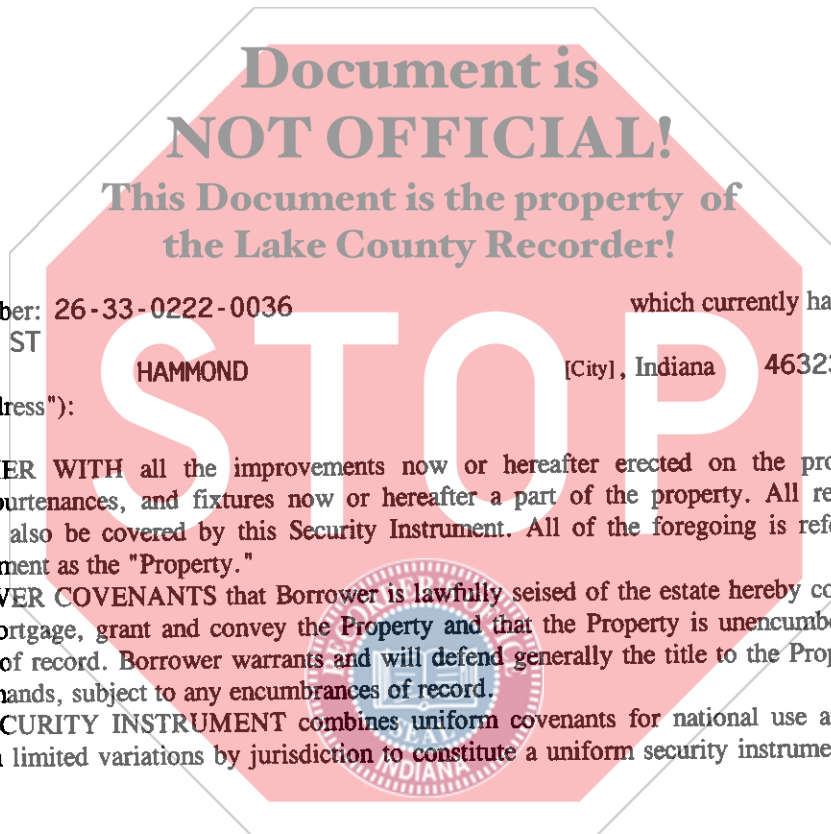 Document is
NOT OFFICIAL!
This Document is the property of
the Lake County Recorder!
ber: 26-33-0222-0036 which currently ha
ST
HAMMOND [City], Indiana 46323
dress"):
STOP
ER WITH all the improvements now or hereafter erected on the pro
purtenances, and fixtures now or hereafter a part of the property. All re
also be covered by this Security Instrument. All of the foregoing is refe
ment as the "Property."
VER COVENANTS that Borrower is lawfully seised of the estate hereby co
ortgage, grant and convey the Property and that the Property is unencumbe
of record. Borrower warrants and will defend generally the title to the Prop
nands, subject to any encumbrances of record.
CURITY INSTRUMENT combines uniform covenants for national use a
limited variations by jurisdiction to constitute a uniform security instrume
RECORDER'S OFFICE
SEAL
INDIANA